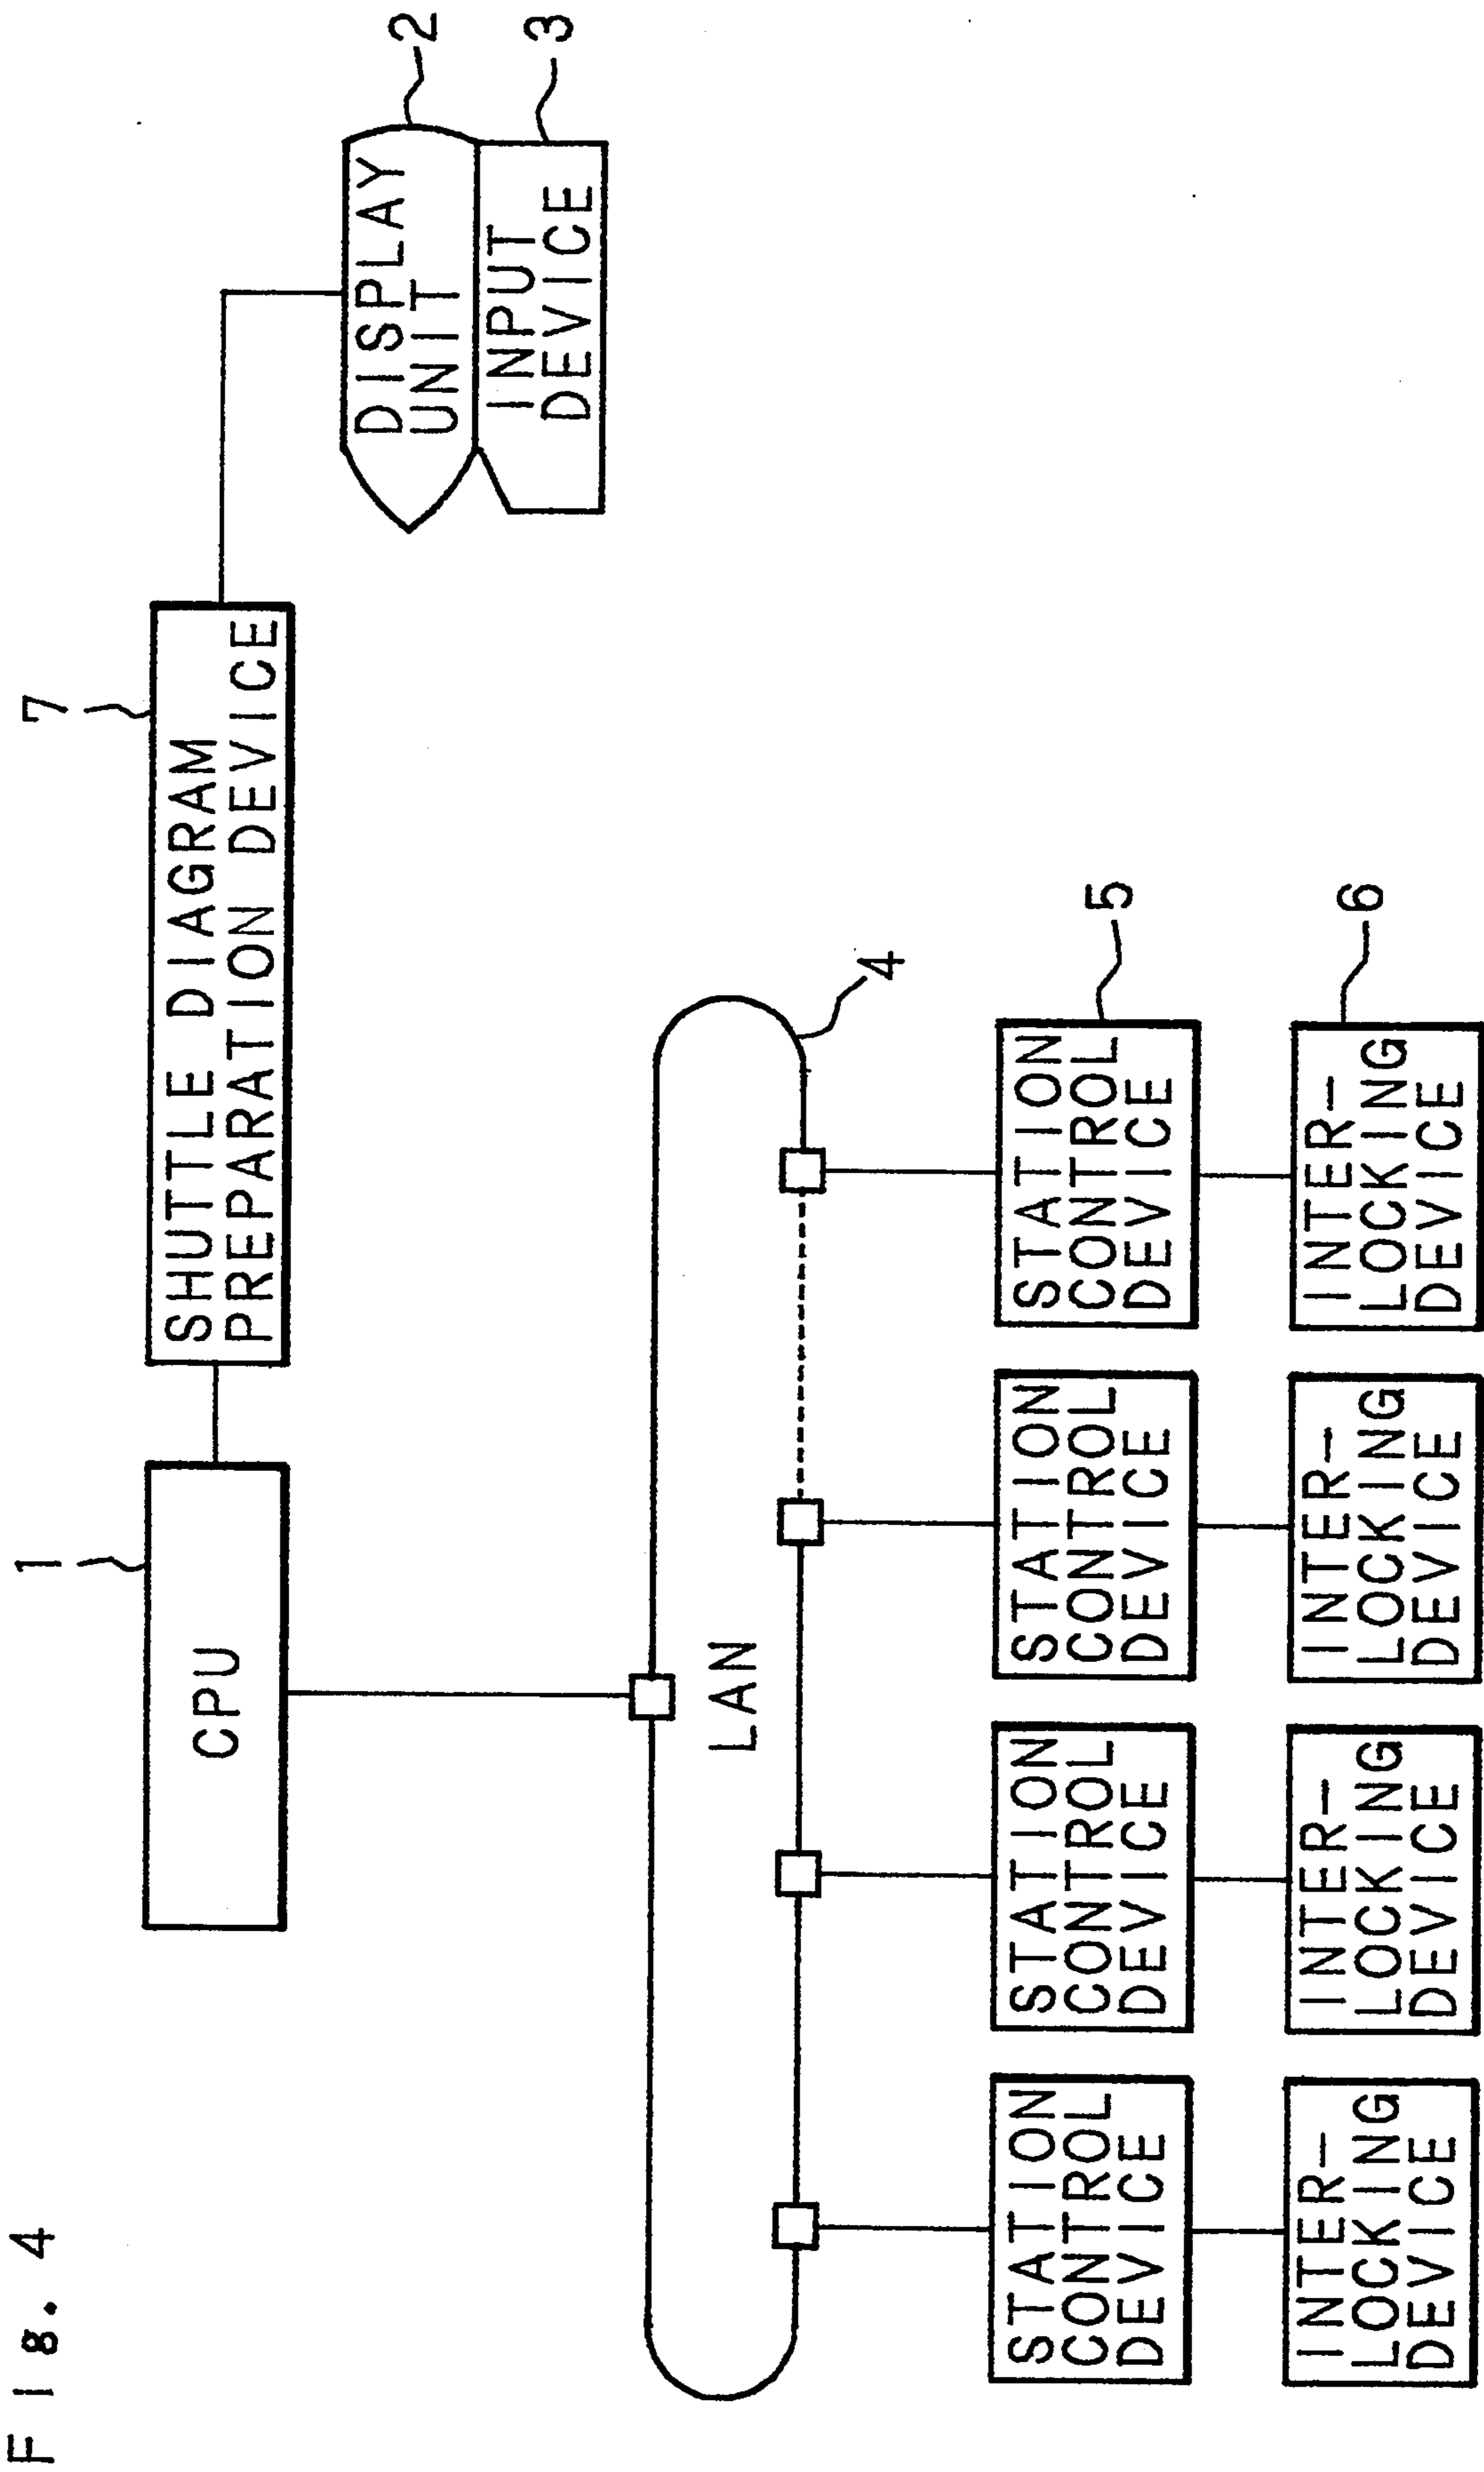 Fig. 4
1
CPU
7
SHUTTLE DIAGRAM
PREPARATION DEVICE
DISPLAY
UNIT
2
INPUT
DEVICE
3
LAN
4
STATION
CONTROL
DEVICE
STATION
CONTROL
DEVICE
STATION
CONTROL
DEVICE
STATION
CONTROL
DEVICE
5
INTER-
LOCKING
DEVICE
INTER-
LOCKING
DEVICE
INTER-
LOCKING
DEVICE
INTER-
LOCKING
DEVICE
6